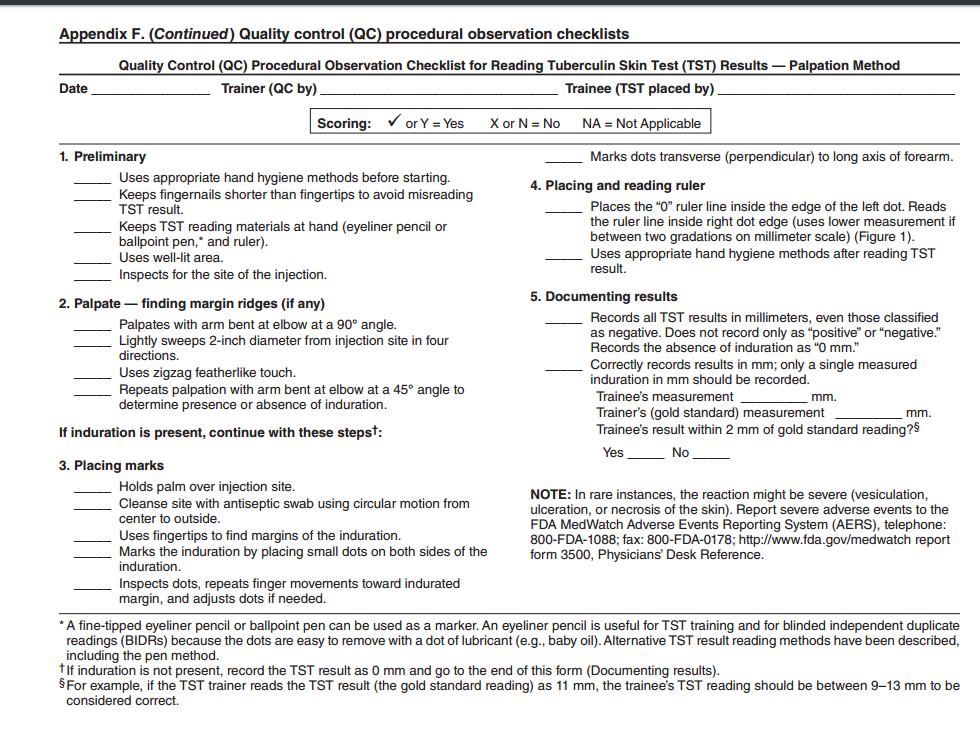 Appendix F. (Continued) Quality control (QC) procedural observation checklists
Quality Control (QC) Procedural Observation Checklist for Reading Tuberculin Skin Test (TST) Results — Palpation Method
Date ________________ Trainer (QC by) ________________________________ Trainee (TST placed by) ________________________________
Scoring: ✓ or Y = Yes X or N = No NA = Not Applicable
1. Preliminary
_____ Uses appropriate hand hygiene methods before starting.
_____ Keeps fingernails shorter than fingertips to avoid misreading
TST result.
_____ Keeps TST reading materials at hand (eyeliner pencil or
ballpoint pen,* and ruler).
_____ Uses well-lit area.
_____ Inspects for the site of the injection.
2. Palpate — finding margin ridges (if any)
_____ Palpates with arm bent at elbow at a 90° angle.
_____ Lightly sweeps 2-inch diameter from injection site in four
directions.
_____ Uses zigzag featherlike touch.
_____ Repeats palpation with arm bent at elbow at a 45° angle to
determine presence or absence of induration.
If induration is present, continue with these steps†:
3. Placing marks
_____ Holds palm over injection site.
_____ Cleanse site with antiseptic swab using circular motion from
center to outside.
_____ Uses fingertips to find margins of the induration.
_____ Marks the induration by placing small dots on both sides of the
induration.
_____ Inspects dots, repeats finger movements toward indurated
margin, and adjusts dots if needed.
_____ Marks dots transverse (perpendicular) to long axis of forearm.
4. Placing and reading ruler
_____ Places the “0” ruler line inside the edge of the left dot. Reads
the ruler line inside right dot edge (uses lower measurement if
between two gradations on millimeter scale) (Figure 1).
_____ Uses appropriate hand hygiene methods after reading TST
result.
5. Documenting results
_____ Records all TST results in millimeters, even those classified
as negative. Does not record only as “positive” or “negative.”
Records the absence of induration as “0 mm.”
_____ Correctly records results in mm; only a single measured
induration in mm should be recorded.
Trainee’s measurement _________ mm.
Trainer’s (gold standard) measurement _________ mm.
Trainee’s result within 2 mm of gold standard reading?§
Yes _____ No _____
NOTE: In rare instances, the reaction might be severe (vesiculation,
ulceration, or necrosis of the skin). Report severe adverse events to the
FDA MedWatch Adverse Events Reporting System (AERS), telephone:
800-FDA-1088; fax: 800-FDA-0178; http://www.fda.gov/medwatch report
form 3500, Physicians’ Desk Reference.
* A fine-tipped eyeliner pencil or ballpoint pen can be used as a marker. An eyeliner pencil is useful for TST training and for blinded independent duplicate
readings (BIDRs) because the dots are easy to remove with a dot of lubricant (e.g., baby oil). Alternative TST result reading methods have been described,
including the pen method.
† If induration is not present, record the TST result as 0 mm and go to the end of this form (Documenting results).
§ For example, if the TST trainer reads the TST result (the gold standard reading) as 11 mm, the trainee’s TST reading should be between 9–13 mm to be
considered correct.